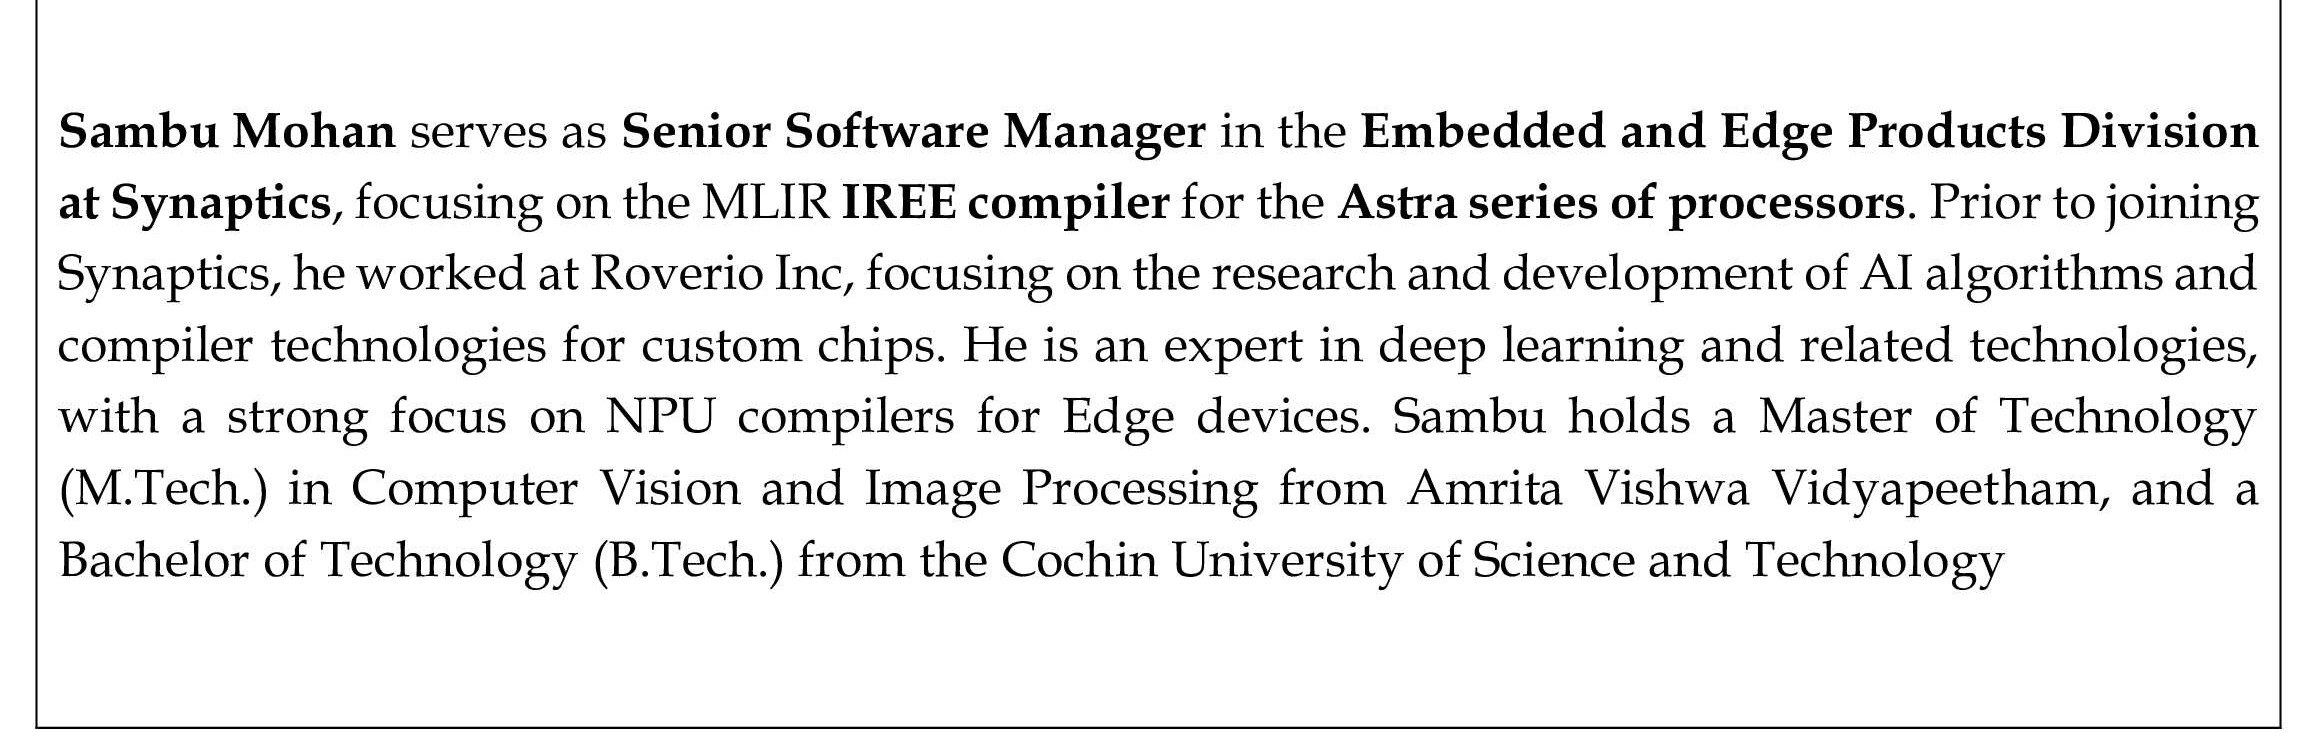 Sambu Mohan serves as Senior Software Manager in the Embedded and Edge Products Division
at Synaptics, focusing on the MLIR IREE compiler for the Astra series of processors. Prior to joining
Synaptics, he worked at Roverio Inc, focusing on the research and development of AI algorithms and
compiler technologies for custom chips. He is an expert in deep learning and related technologies,
with a strong focus on NPU compilers for Edge devices. Sambu holds a Master of Technology
(M.Tech.) in Computer Vision and Image Processing from Amrita Vishwa Vidyapeetham, and a
Bachelor of Technology (B.Tech.) from the Cochin University of Science and Technology